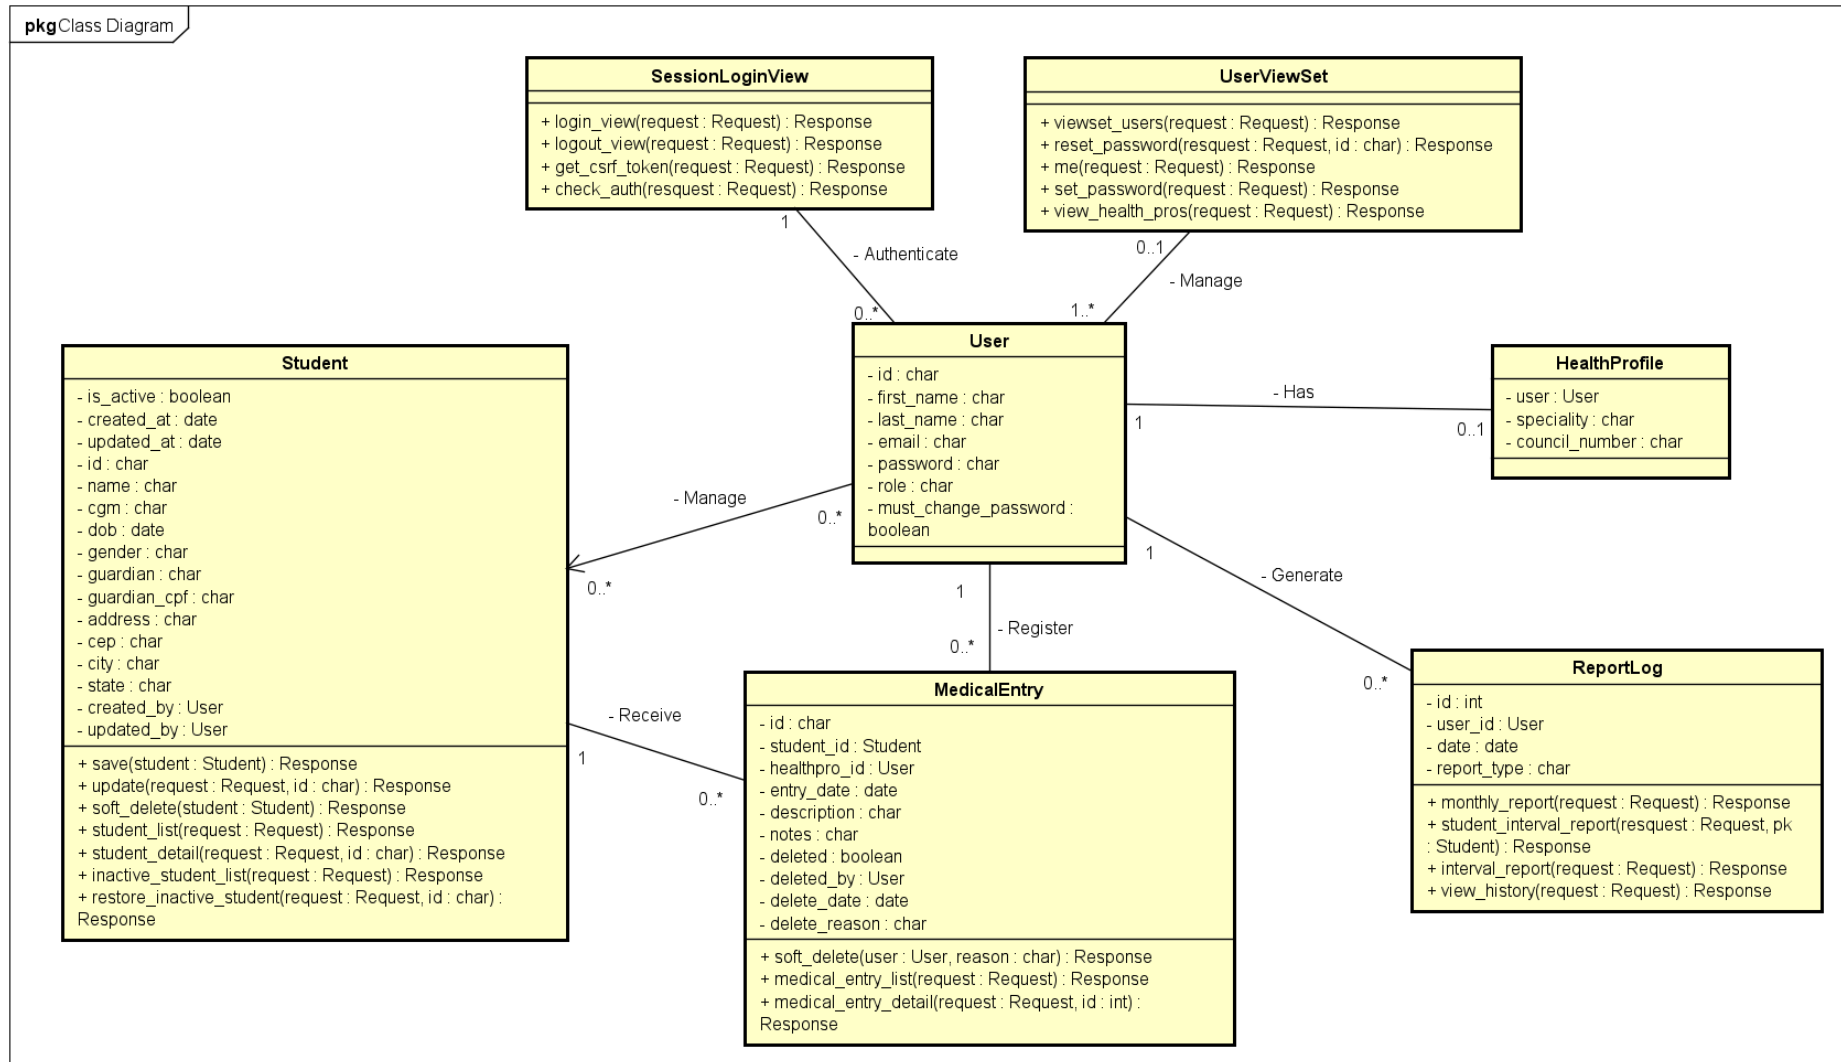 pkg Class Diagram
SessionLoginView
+ login_view(request : Request) : Response
+ logout_view(request : Request) : Response
+ get_csrf_token(request : Request) : Response
+ check_auth(resquest : Request) : Response
UserViewSet
+ viewset_users(request : Request) : Response
+ reset_password(resquest : Request, id : char) : Response
+ me(request : Request) : Response
+ set_password(request : Request) : Response
+ view_health_pros(request : Request) : Response
1
- Authenticate
0..*
0..1
- Manage
1..*
Student
- is_active : boolean
- created_at : date
- updated_at : date
- id : char
- name : char
- cgm : char
- dob : date
- gender : char
- guardian : char
- guardian_cpf : char
- address : char
- cep : char
- city : char
- state : char
- created_by : User
- updated_by : User
+ save(student : Student) : Response
+ update(request : Request, id : char) : Response
+ soft_delete(student : Student) : Response
+ student_list(request : Request) : Response
+ student_detail(request : Request, id : char) : Response
+ inactive_student_list(request : Request) : Response
+ restore_inactive_student(request : Request, id : char) :
Response
User
- id : char
- first_name : char
- last_name : char
- email : char
- password : char
- role : char
- must_change_password :
boolean
HealthProfile
- user : User
- speciality : char
- council_number : char
- Has
1
0..1
- Manage
0..*
0..*
1
- Generate
0..*
1
- Register
0..*
- Receive
1
0..*
MedicalEntry
- id : char
- student_id : Student
- healthpro_id : User
- entry_date : date
- description : char
- notes : char
- deleted : boolean
- deleted_by : User
- delete_date : date
- delete_reason : char
+ soft_delete(user : User, reason : char) : Response
+ medical_entry_list(request : Request) : Response
+ medical_entry_detail(request : Request, id : int) :
Response
ReportLog
- id : int
- user_id : User
- date : date
- report_type : char
+ monthly_report(request : Request) : Response
+ student_interval_report(resquest : Request, pk
: Student) : Response
+ interval_report(request : Request) : Response
+ view_history(request : Request) : Response